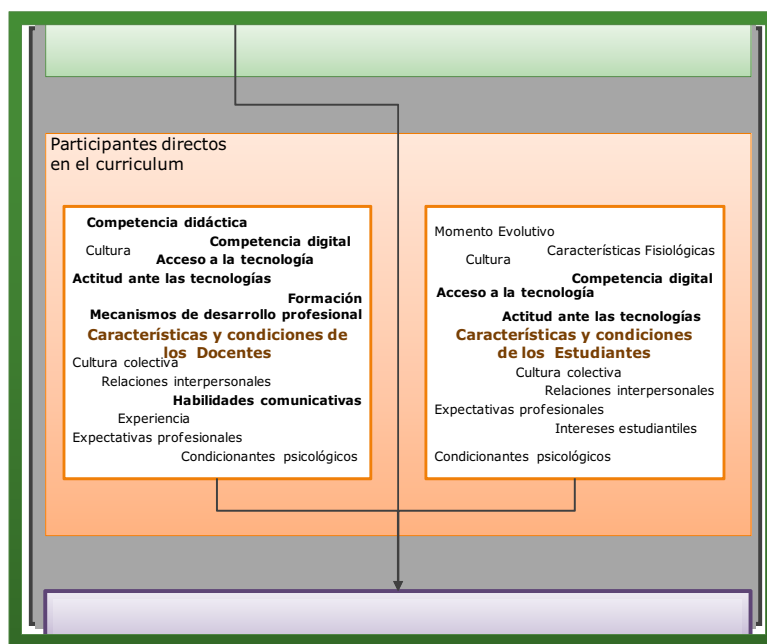 Participantes directos
en el curriculum
Competencia didáctica
Competencia digital
Cultura
Acceso a la tecnología
Actitud ante las tecnologías
Formación
Mecanismos de desarrollo profesional
Características y condiciones de
los Docentes
Cultura colectiva
Relaciones interpersonales
Habilidades comunicativas
Experiencia
Expectativas profesionales
Condicionantes psicológicos
Momento Evolutivo
Características Fisiológicas
Cultura
Competencia digital
Acceso a la tecnología
Actitud ante las tecnologías
Características y condiciones
de los Estudiantes
Cultura colectiva
Relaciones interpersonales
Expectativas profesionales
Intereses estudiantiles
Condicionantes psicológicos